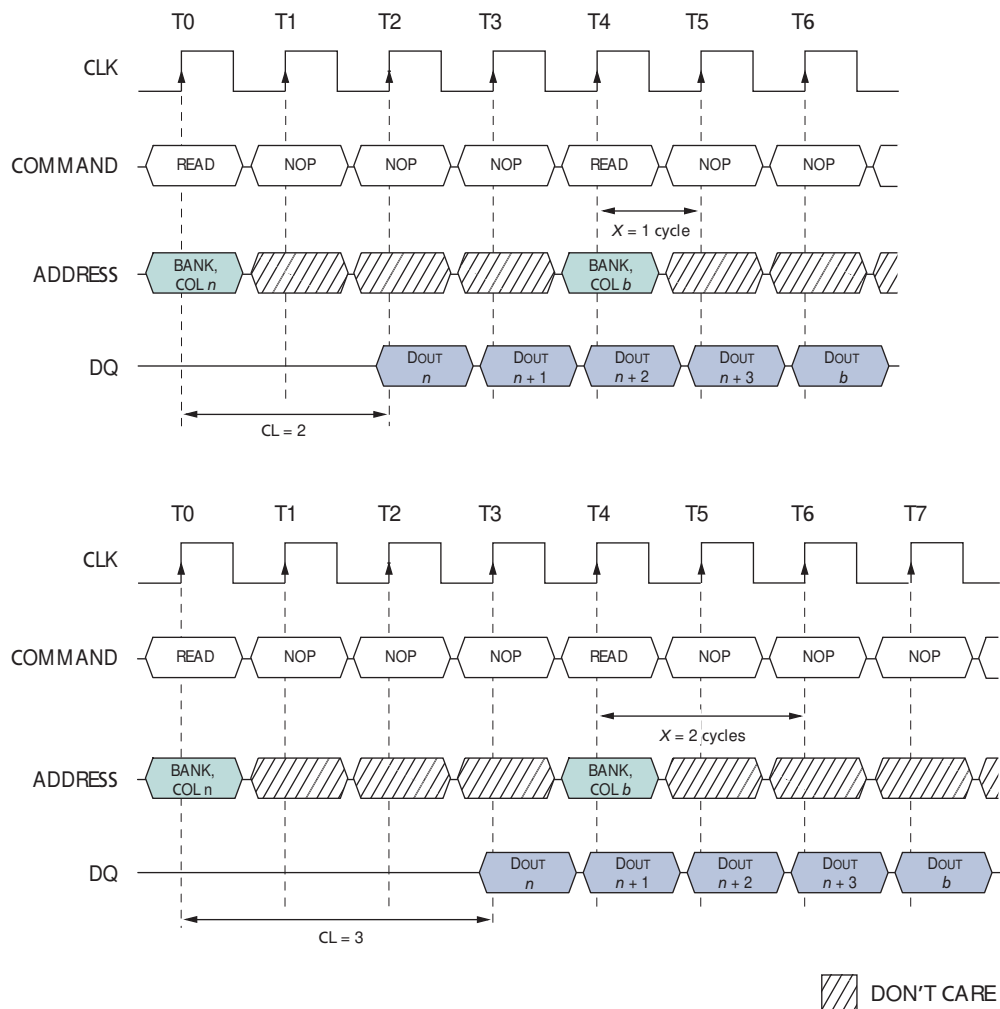 T0 T1 T2 T3 T4 T5 T6
CLK
COMMAND READ NOP NOP NOP READ NOP NOP
X = 1 cycle
ADDRESS BANK, COL n BANK, COL b
DQ DOUT n DOUT n + 1 DOUT n + 2 DOUT n + 3 DOUT b
CL = 2
T0 T1 T2 T3 T4 T5 T6 T7
CLK
COMMAND READ NOP NOP NOP READ NOP NOP NOP
X = 2 cycles
ADDRESS BANK, COL n BANK, COL b
DQ DOUT n DOUT n + 1 DOUT n + 2 DOUT n + 3 DOUT b
CL = 3
DON'T CARE